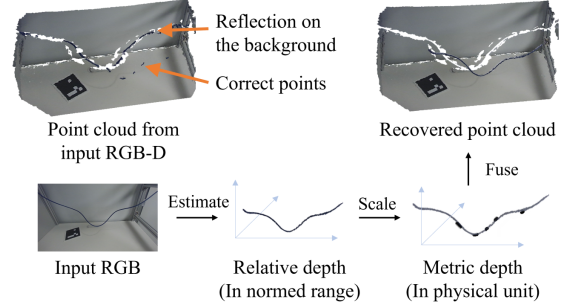 Reflection on
the background
Correct points
Point cloud from
input RGB-D
Recovered point cloud
Fuse
Estimate
Scale
Input RGB
Relative depth
(In normed range)
Metric depth
(In physical unit)